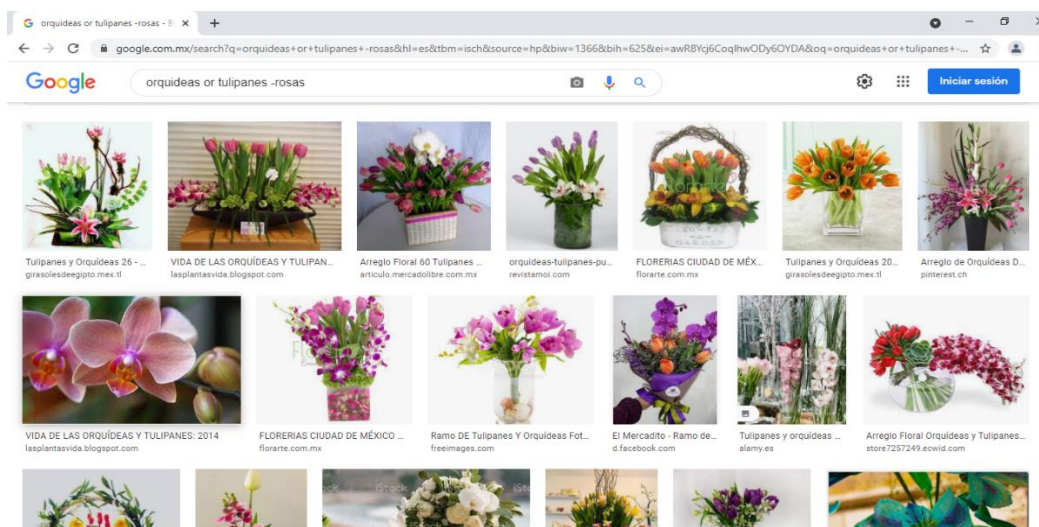 orquideas or tulipanes -rosas - B
google.com.mx/search?q=orquideas+or+tulipanes+-rosas&hl=es&tbm=isch&source=hp&biw=1366&bih=625&ei=awRBYcj6CoqIhwODy6OYDA&oq=orquideas+or+tulipanes+-...
Google
orquideas or tulipanes -rosas
Iniciar sesión
Tulipanes y Orquídeas 26 - ...
girasolesdeegipto.mex.tl
VIDA DE LAS ORQUÍDEAS Y TULIPAN...
lasplantasvida.blogspot.com
Arreglo Floral 60 Tulipanes ...
articulo.mercadolibre.com.mx
orquideas-tulipanes-pu...
revistamoi.com
FLORERIAS CIUDAD DE MÉX...
florarte.com.mx
Tulipanes y Orquídeas 20...
girasolesdeegipto.mex.tl
Arreglo de Orquídeas D...
pinterest.ch
VIDA DE LAS ORQUÍDEAS Y TULIPANES: 2014
lasplantasvida.blogspot.com
FLORERIAS CIUDAD DE MÉXICO ...
florarte.com.mx
Ramo DE Tulipanes Y Orquídeas Fot...
freeimages.com
El Mercadito - Ramo de...
d.facebook.com
Tulipanes y orquídeas ...
alamy.es
Arreglo Floral Orquídeas y Tulipanes...
store7257249.ecwid.com